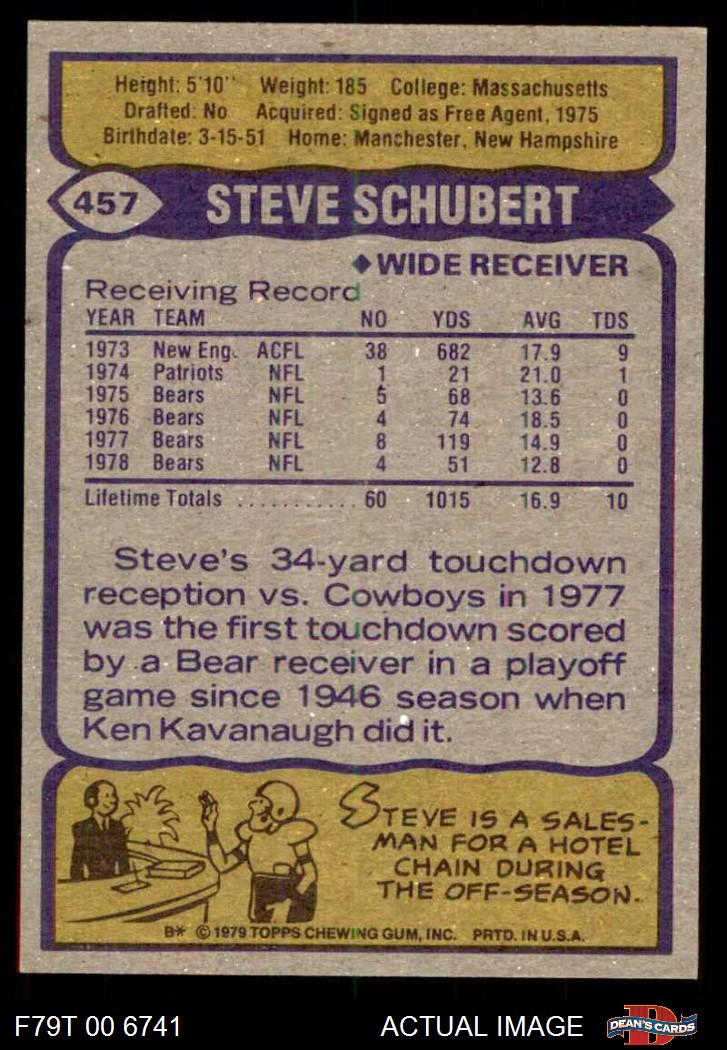 Height: 5'10" Weight: 185 College: Massachusetts
Drafted: No Acquired: Signed as Free Agent, 1975
Birthdate: 3-15-51 Home: Manchester, New Hampshire
457 STEVE SCHUBERT
◆WIDE RECEIVER
Receiving Record
YEAR TEAM NO YDS AVG TDS
1973 New Eng. ACFL 38 682 17.9 9
1974 Patriots NFL 1 21 21.0 1
1975 Bears NFL 5 68 13.6 0
1976 Bears NFL 4 74 18.5 0
1977 Bears NFL 8 119 14.9 0
1978 Bears NFL 4 51 12.8 0
Lifetime Totals ........... 60 1015 16.9 10
Steve's 34-yard touchdown
reception vs. Cowboys in 1977
was the first touchdown scored
by a Bear receiver in a playoff
game since 1946 season when
Ken Kavanaugh did it.
STEVE IS A SALES-
MAN FOR A HOTEL
CHAIN DURING
THE OFF-SEASON.
B* © 1979 TOPPS CHEWING GUM, INC. PRTD. IN U.S.A.
F79T 00 6741 ACTUAL IMAGE D DEAN'S CARDS